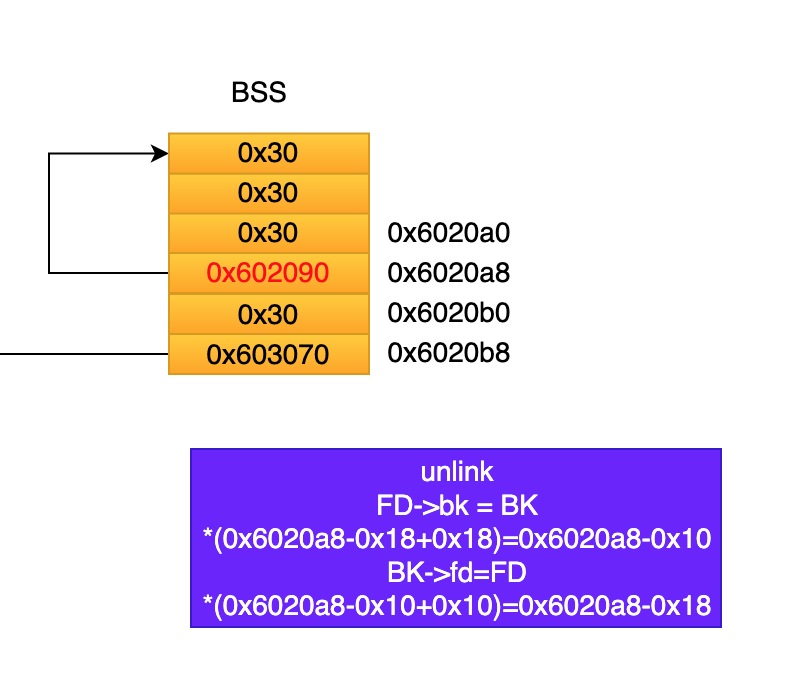 BSS
0x30
0x30
0x30 0x6020a0
0x602090 0x6020a8
0x30 0x6020b0
0x603070 0x6020b8
unlink
FD->bk = BK
*(0x6020a8-0x18+0x18)=0x6020a8-0x10
BK->fd=FD
*(0x6020a8-0x10+0x10)=0x6020a8-0x18